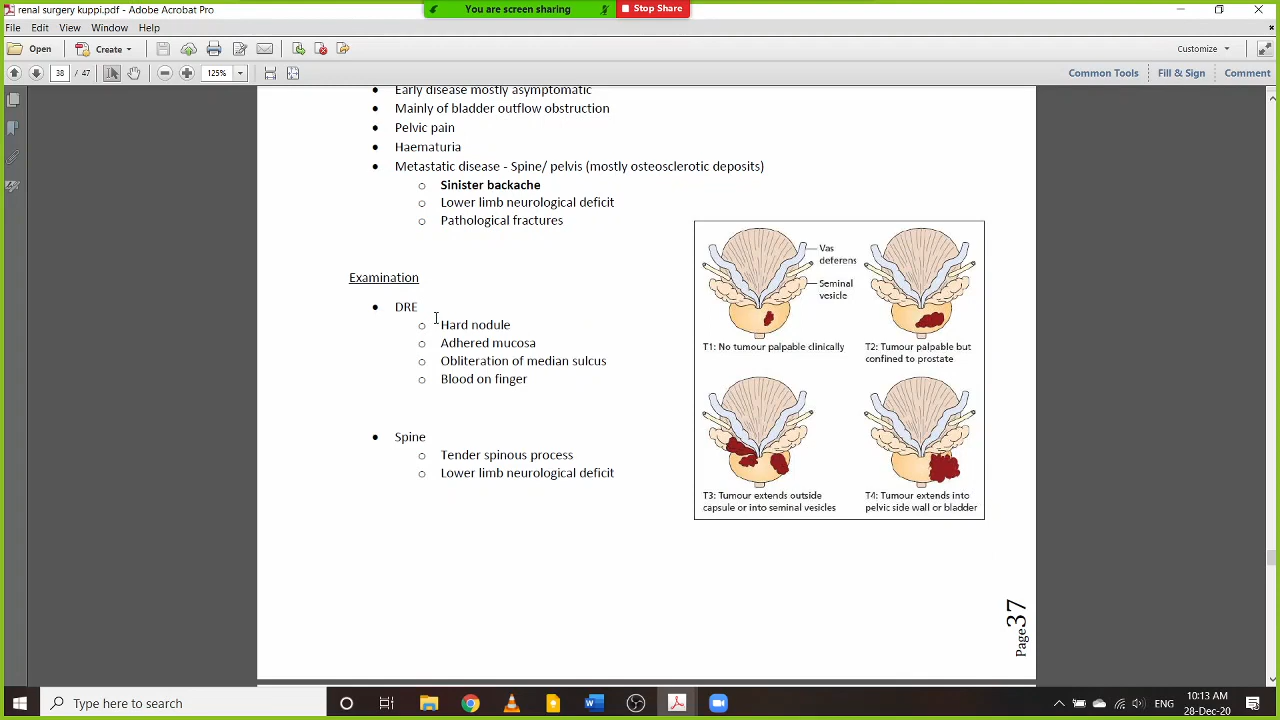 renal surgery kuppi.pdf - Adobe Acrobat Pro
You are screen sharing
Stop Share
File Edit View Window Help
Open
Create
Customize
38 / 47
125%
Common Tools
Fill & Sign
Comment
• Early disease mostly asymptomatic
• Mainly of bladder outflow obstruction
• Pelvic pain
• Haematuria
• Metastatic disease - Spine/ pelvis (mostly osteosclerotic deposits)
o Sinister backache
o Lower limb neurological deficit
o Pathological fractures
Examination
• DRE
o Hard nodule
o Adhered mucosa
o Obliteration of median sulcus
o Blood on finger
• Spine
o Tender spinous process
o Lower limb neurological deficit
Vas
deferens
Seminal
vesicle
T1: No tumour palpable clinically
T2: Tumour palpable but
confined to prostate
T3: Tumour extends outside
capsule or into seminal vesicles
T4: Tumour extends into
pelvic side wall or bladder
Page37
Type here to search
ENG
10:13 AM
28-Dec-20